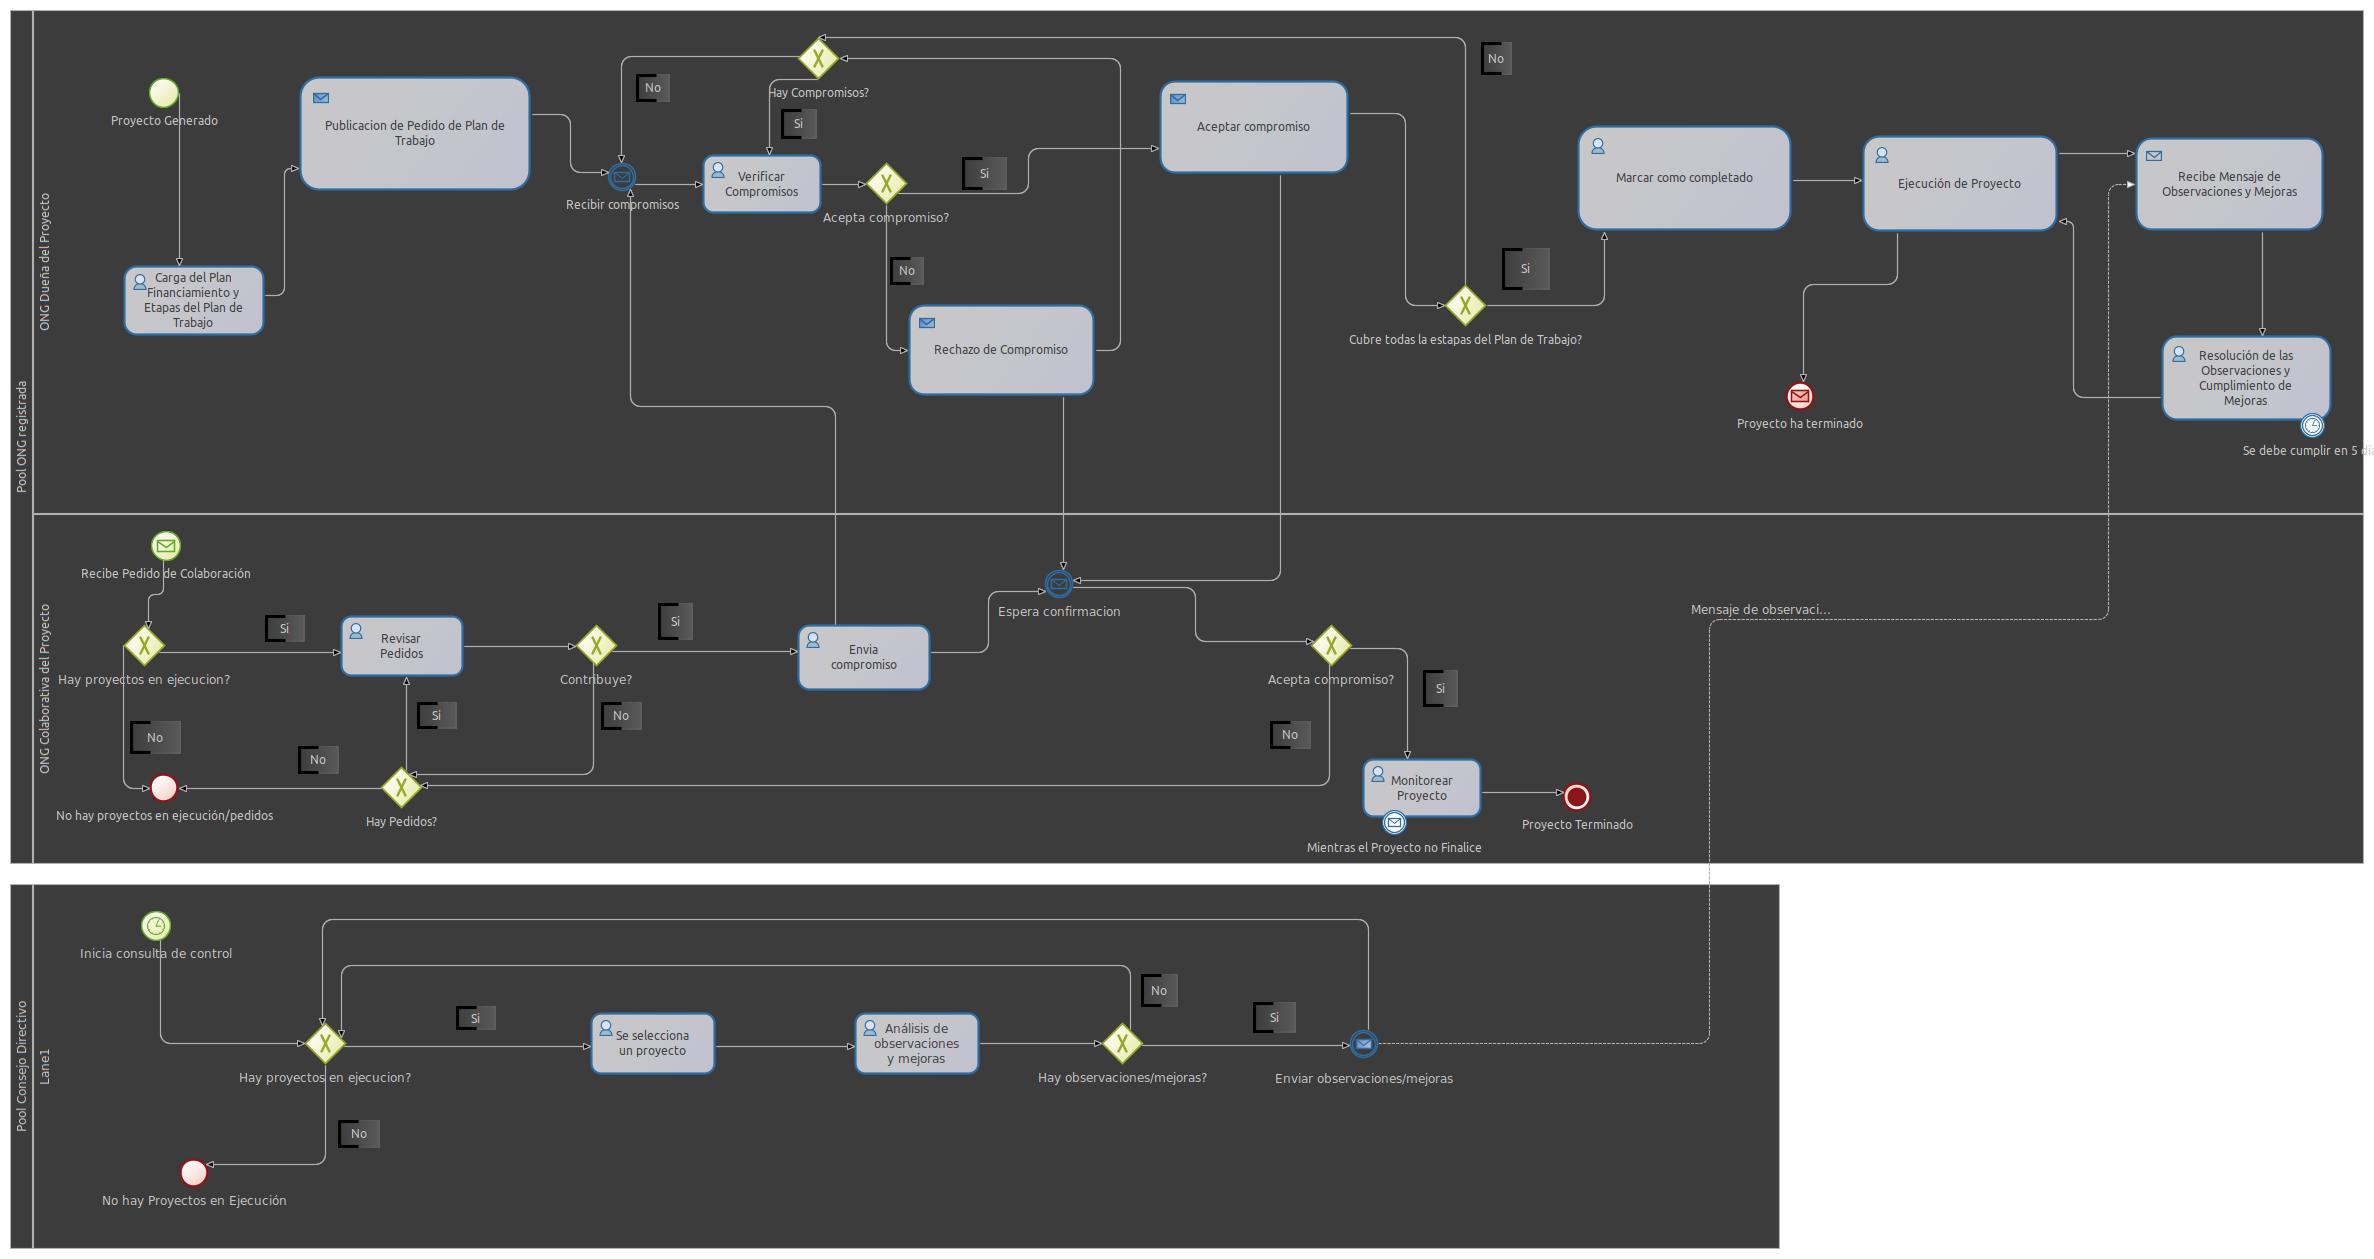 Pool ONG registrada
ONG Dueña del Proyecto
Proyecto Generado
Carga del Plan
Financiamiento y
Etapas del Plan de
Trabajo
Publicacion de Pedido de Plan de
Trabajo
No
Hay Compromisos?
Si
Recibir compromisos
Verificar
Compromisos
Acepta compromiso?
Si
No
Rechazo de Compromiso
Aceptar compromiso
No
Cubre todas la estapas del Plan de Trabajo?
Si
Marcar como completado
Ejecución de Proyecto
Proyecto ha terminado
Recibe Mensaje de
Observaciones y Mejoras
Resolución de las
Observaciones y
Cumplimiento de
Mejoras
Se debe cumplir en 5 día
ONG Colaborativa del Proyecto
Recibe Pedido de Colaboración
Hay proyectos en ejecucion?
Si
No
No hay proyectos en ejecución/pedidos
Revisar
Pedidos
Si
No
Hay Pedidos?
Contribuye?
Si
No
Envia
compromiso
Espera confirmacion
Acepta compromiso?
Si
No
Monitorear
Proyecto
Mientras el Proyecto no Finalice
Proyecto Terminado
Mensaje de observaci...
Pool Consejo Directivo
Lane1
Inicia consulta de control
Hay proyectos en ejecucion?
Si
No
No hay Proyectos en Ejecución
Se selecciona
un proyecto
Análisis de
observaciones
y mejoras
Hay observaciones/mejoras?
No
Si
Enviar observaciones/mejoras